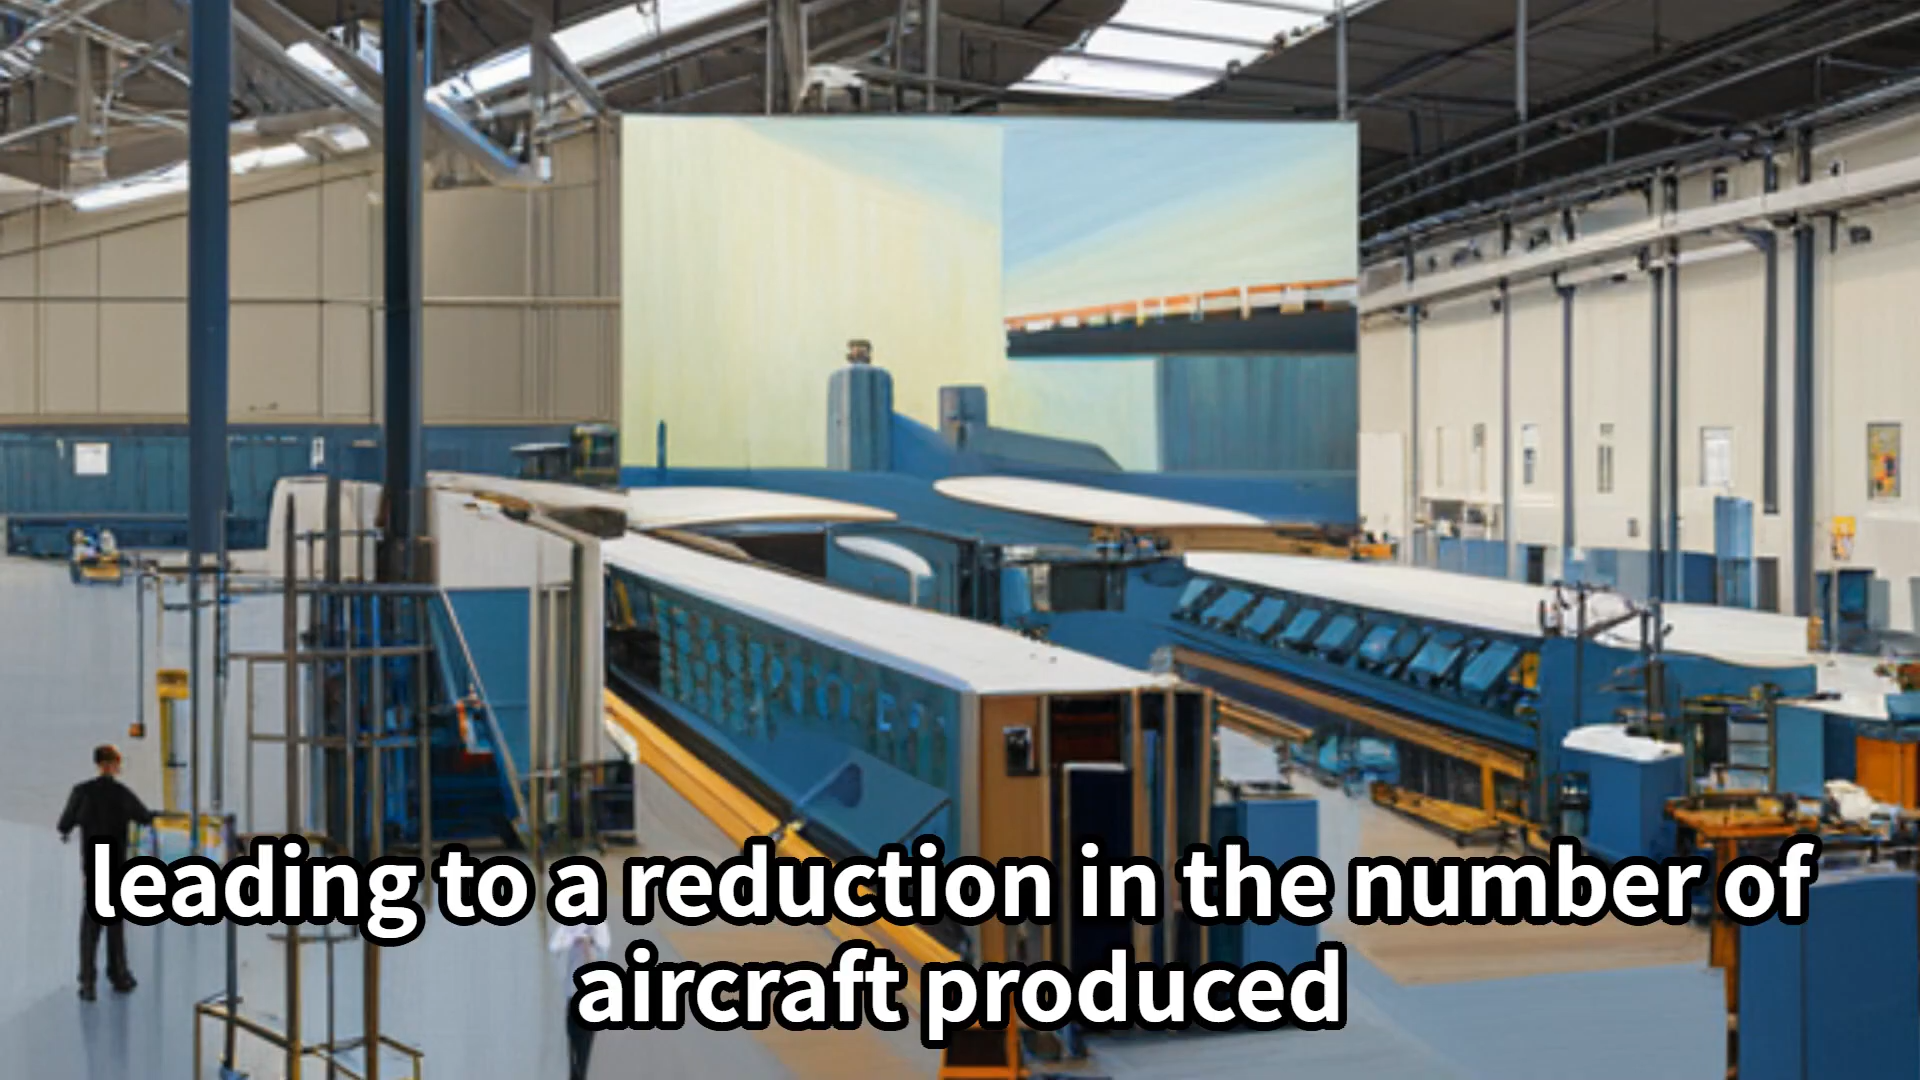 leading to a reduction in the number of
aircraft produced